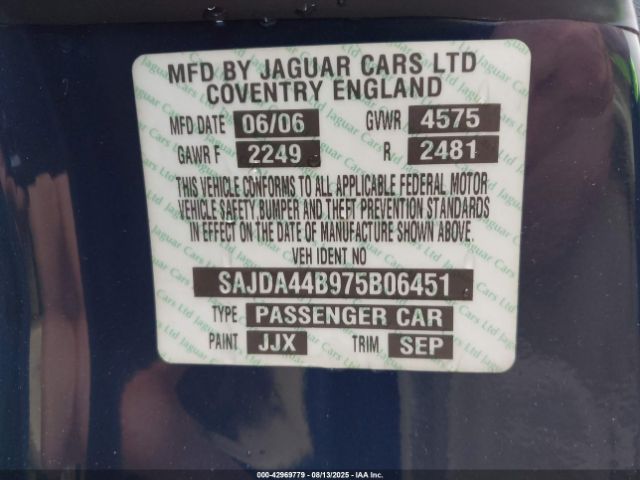 MFD BY JAGUAR CARS LTD
COVENTRY ENGLAND
MFD DATE 06/06 GVWR 4575
GAWR F 2249 R 2481
THIS VEHICLE CONFORMS TO ALL APPLICABLE FEDERAL MOTOR
VEHICLE SAFETY,BUMPER AND THEFT PREVENTION STANDARDS
IN EFFECT ON THE DATE OF MANUFACTURE SHOWN ABOVE.
VEH IDENT NO
SAJDA44B975B06451
TYPE PASSENGER CAR
PAINT JJX TRIM SEP
000-42969779 - 08/13/2025 - IAA Inc.